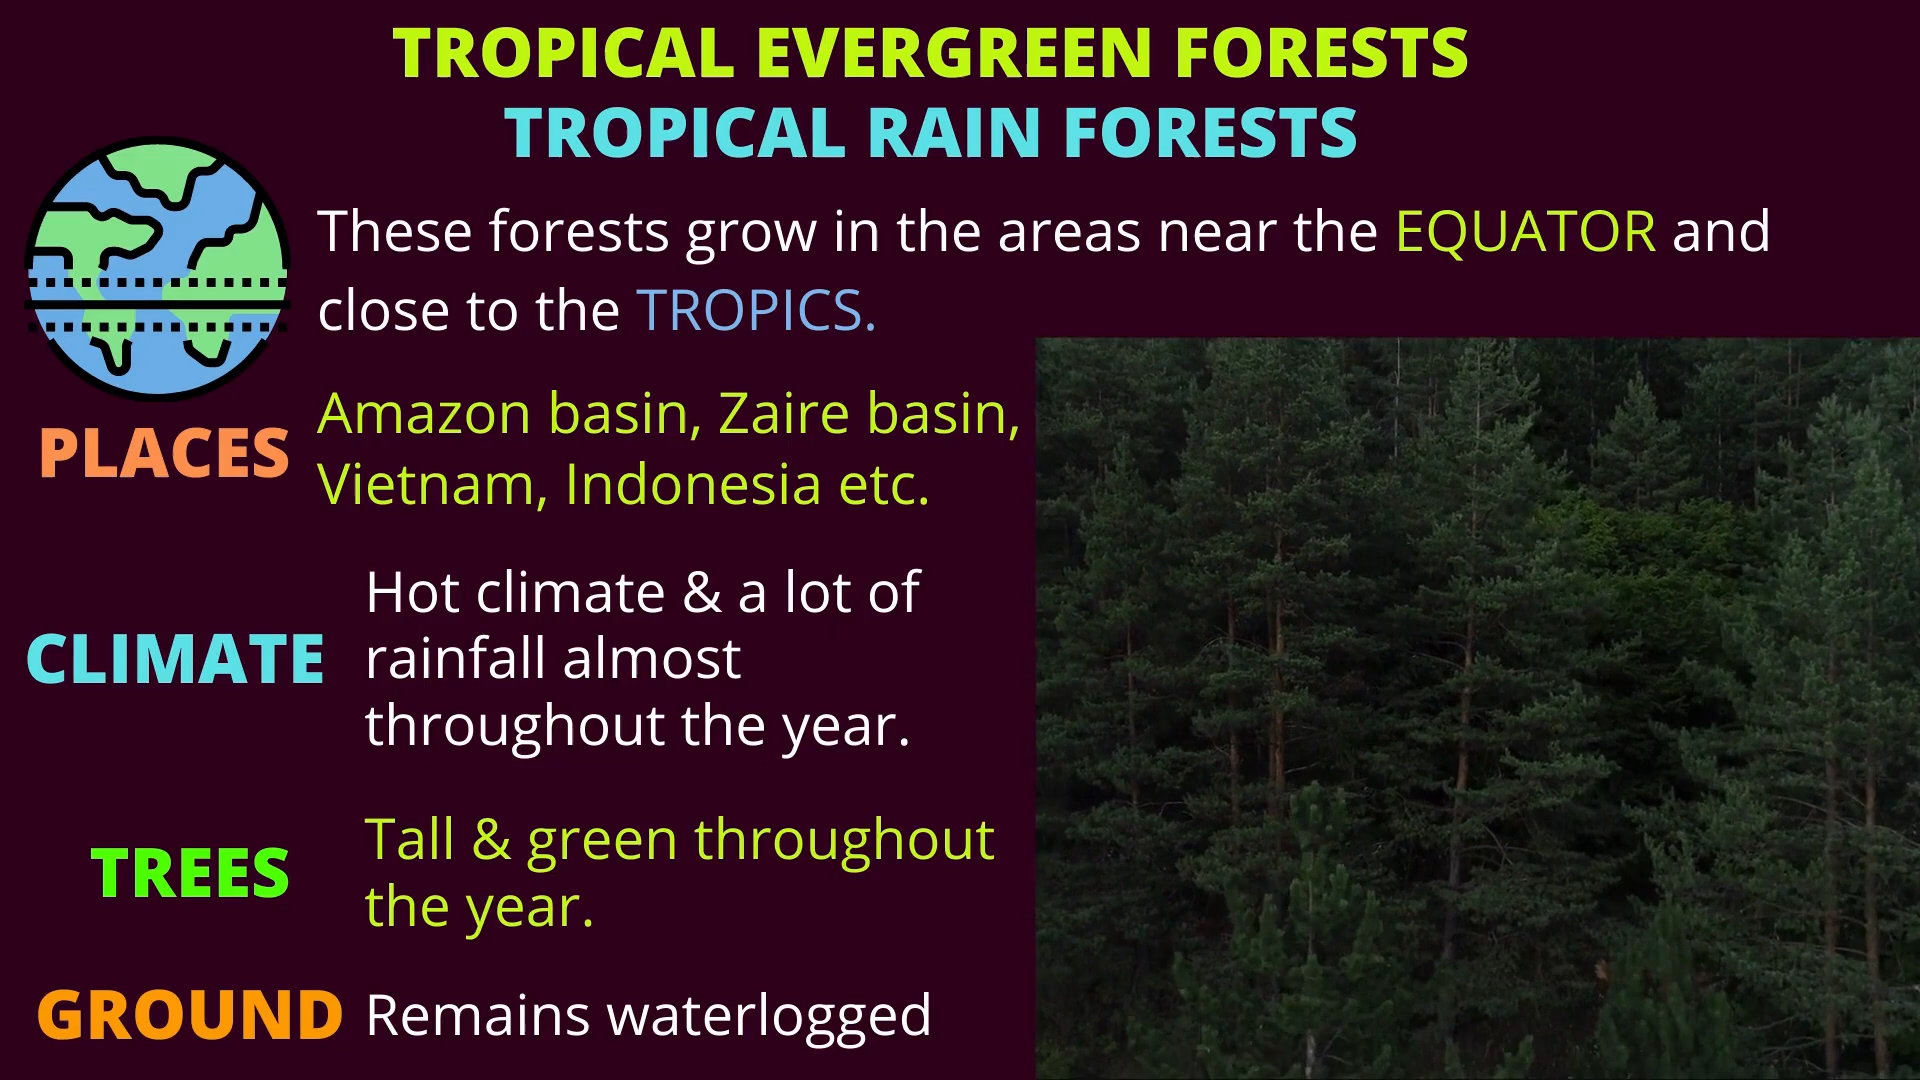 TROPICAL EVERGREEN FORESTS
TROPICAL RAIN FORESTS
These forests grow in the areas near the EQUATOR and
close to the TROPICS.
PLACES
Amazon basin, Zaire basin,
Vietnam, Indonesia etc.
CLIMATE
Hot climate & a lot of
rainfall almost
throughout the year.
TREES
Tall & green throughout
the year.
GROUND
Remains waterlogged